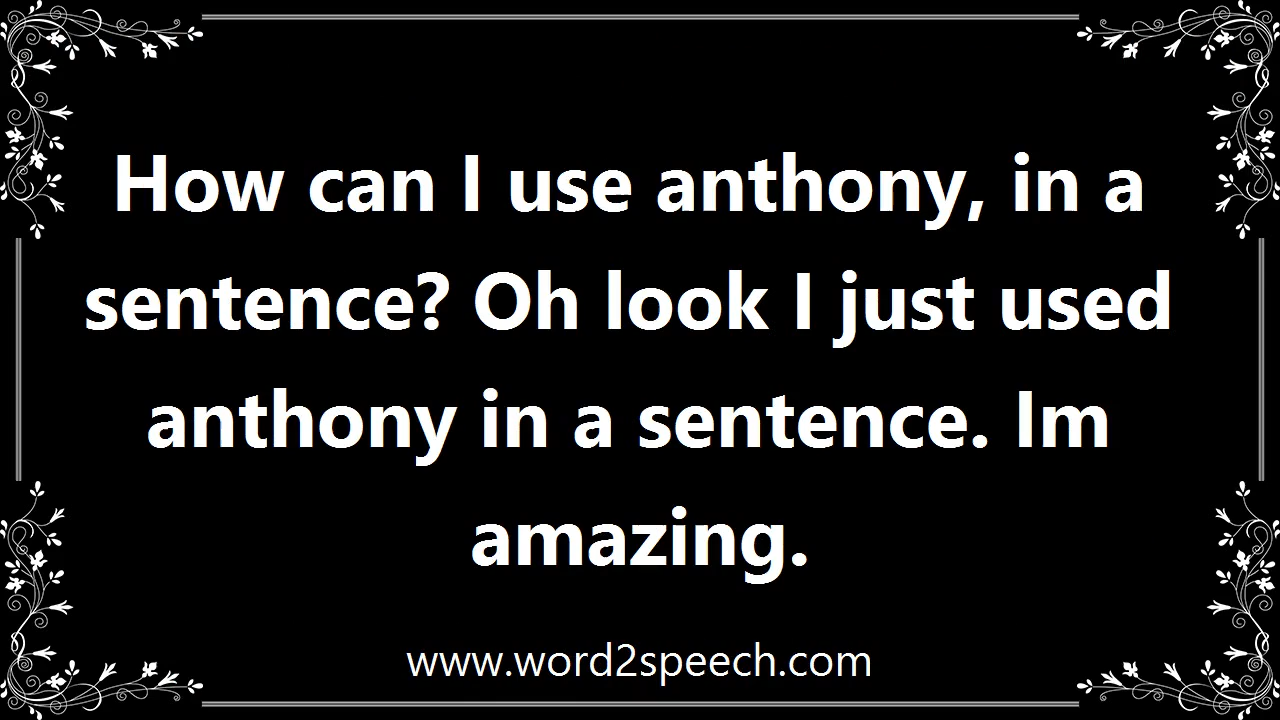 How can I use anthony, in a
sentence? Oh look I just used
anthony in a sentence. Im
amazing.
www.word2speech.com